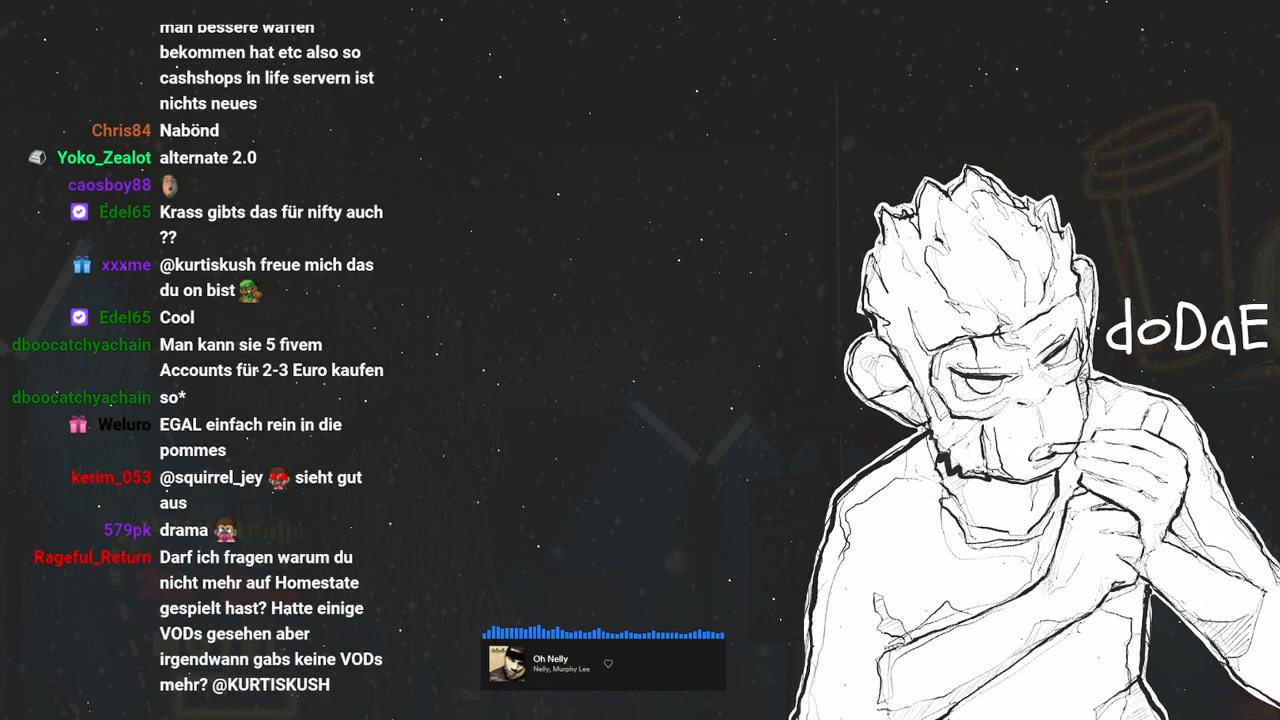 man bessere waffen
bekommen hat etc also so
cashshops in life servern ist
nichts neues
Chris84 Nabönd
Yoko_Zealot alternate 2.0
caosboy88
Edel65 Krass gibts das für nifty auch
??
xxxme @kurtiskush freue mich das
du on bist
Edel65 Cool
dboocatchyachain Man kann sie 5 fivem
Accounts für 2-3 Euro kaufen
dboocatchyachain so*
Weluro EGAL einfach rein in die
pommes
kerim_053 @squirrel_jey sieht gut
aus
579pk drama
Rageful_Return Darf ich fragen warum du
nicht mehr auf Homestate
gespielt hast? Hatte einige
VODs gesehen aber
irgendwann gabs keine VODs
mehr? @KURTISKUSH
doDaE
Oh Nelly
Nelly, Murphy Lee